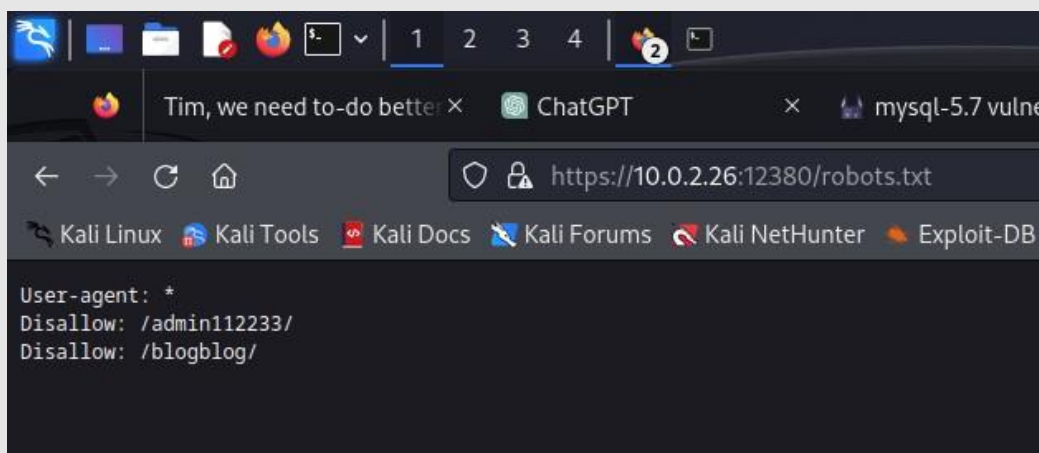 1 2 3 4 2
Tim, we need to-do better ChatGPT mysql-5.7 vulne
https://10.0.2.26:12380/robots.txt
Kali Linux Kali Tools Kali Docs Kali Forums Kali NetHunter Exploit-DB
User-agent: *
Disallow: /admin112233/
Disallow: /blogblog/